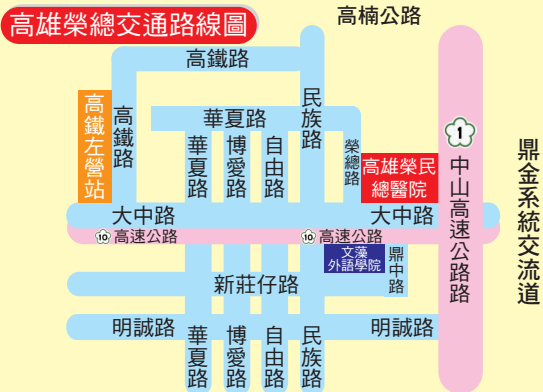 高雄榮總交通路線圖
高楠公路
高鐵路
高鐵左營站
高鐵路
華夏路
民族路
華夏路
博愛路
自由路
榮總路
高雄榮民
總醫院
1
中山高速公路路
鼎金系統交流道
大中路
大中路
10 高速公路
10 高速公路
文藻
外語學院
鼎中路
新莊仔路
明誠路
明誠路
華夏路
博愛路
自由路
民族路